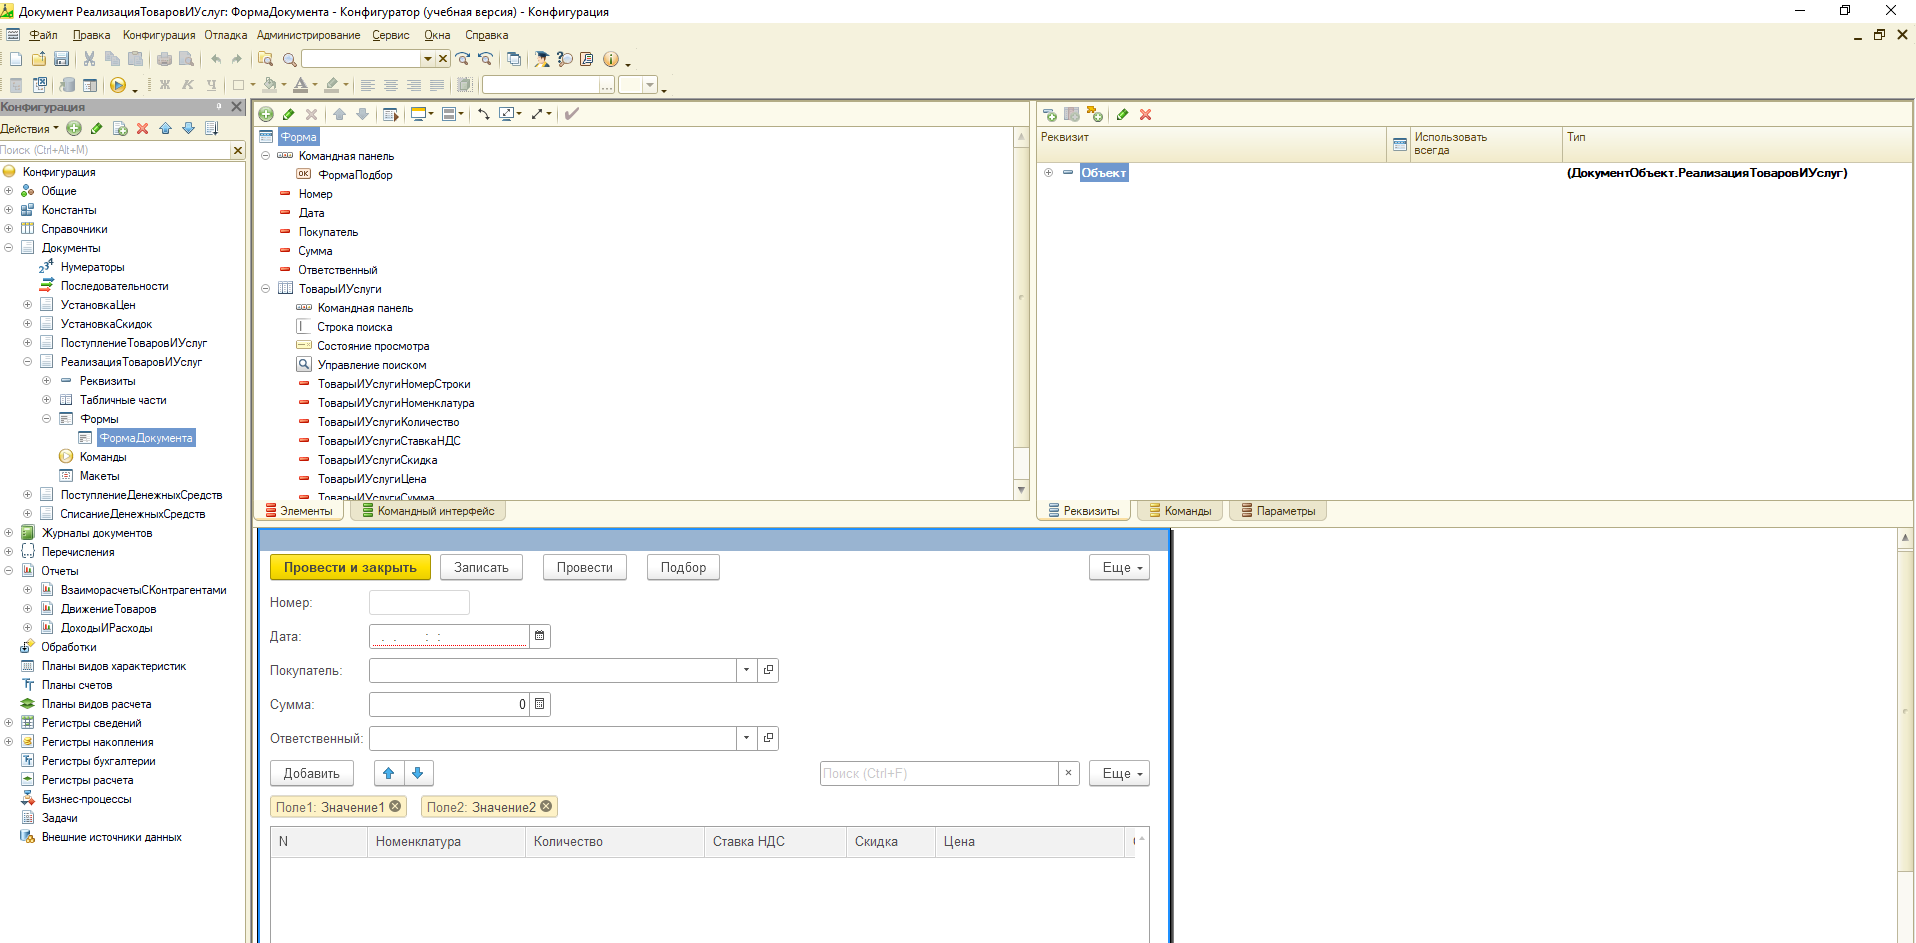 Документ РеализацияТоваровИУслуг: ФормаДокумента - Конфигуратор (учебная версия) - Конфигурация
Файл Правка Конфигурация Отладка Администрирование Сервис Окна Справка
Ж К Ч
Конфигурация
Действия
Поиск (Ctrl+Alt+M)
Конфигурация
Общие
Константы
Справочники
Документы
Нумераторы
Последовательности
УстановкаЦен
УстановкаСкидок
ПоступлениеТоваровИУслуг
РеализацияТоваровИУслуг
Реквизиты
Табличные части
Формы
ФормаДокумента
Команды
Макеты
ПоступлениеДенежныхСредств
СписаниеДенежныхСредств
Журналы документов
Перечисления
Отчеты
ВзаиморасчетыСКонтрагентами
ДвижениеТоваров
ДоходыИРасходы
Обработки
Планы видов характеристик
Планы счетов
Планы видов расчета
Регистры сведений
Регистры накопления
Регистры бухгалтерии
Регистры расчета
Бизнес-процессы
Задачи
Внешние источники данных
Форма
Командная панель
OK ФормаПодбор
Номер
Дата
Покупатель
Сумма
Ответственный
ТоварыИУслуги
Командная панель
Строка поиска
Состояние просмотра
Управление поиском
ТоварыИУслугиНомерСтроки
ТоварыИУслугиНоменклатура
ТоварыИУслугиКоличество
ТоварыИУслугиСтавкаНДС
ТоварыИУслугиСкидка
ТоварыИУслугиЦена
ТоварыИУслугиСумма
Элементы Командный интерфейс
Реквизит Использовать всегда Тип
Объект (ДокументОбъект.РеализацияТоваровИУслуг)
Реквизиты Команды Параметры
Провести и закрыть Записать Провести Подбор Еще
Номер:
Дата: . . : :
Покупатель:
Сумма: 0
Ответственный:
Добавить Поиск (Ctrl+F) × Еще
Поле1: Значение1 Поле2: Значение2
N Номенклатура Количество Ставка НДС Скидка Цена